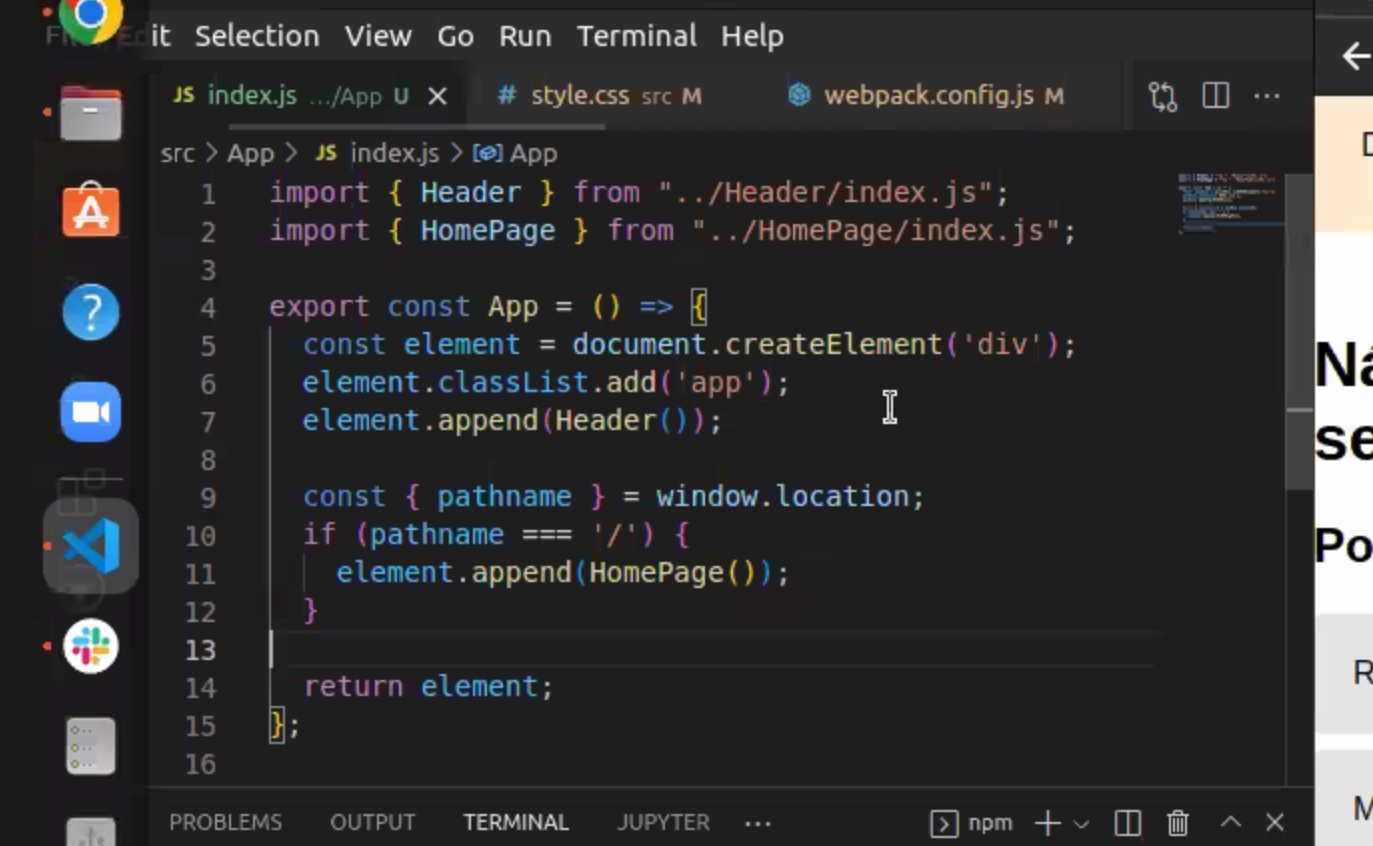 Edit Selection View Go Run Terminal Help
JS index.js .../App U × # style.css src M webpack.config.js M
src > App > JS index.js > App
1 import { Header } from "../Header/index.js";
2 import { HomePage } from "../HomePage/index.js";
3
4 export const App = () => {
5 const element = document.createElement('div');
6 element.classList.add('app');
7 element.append(Header());
8
9 const { pathname } = window.location;
10 if (pathname === '/') {
11 element.append(HomePage());
12 }
13
14 return element;
15 };
16
PROBLEMS OUTPUT TERMINAL JUPYTER ··· npm
Ná
se
Po
R
M